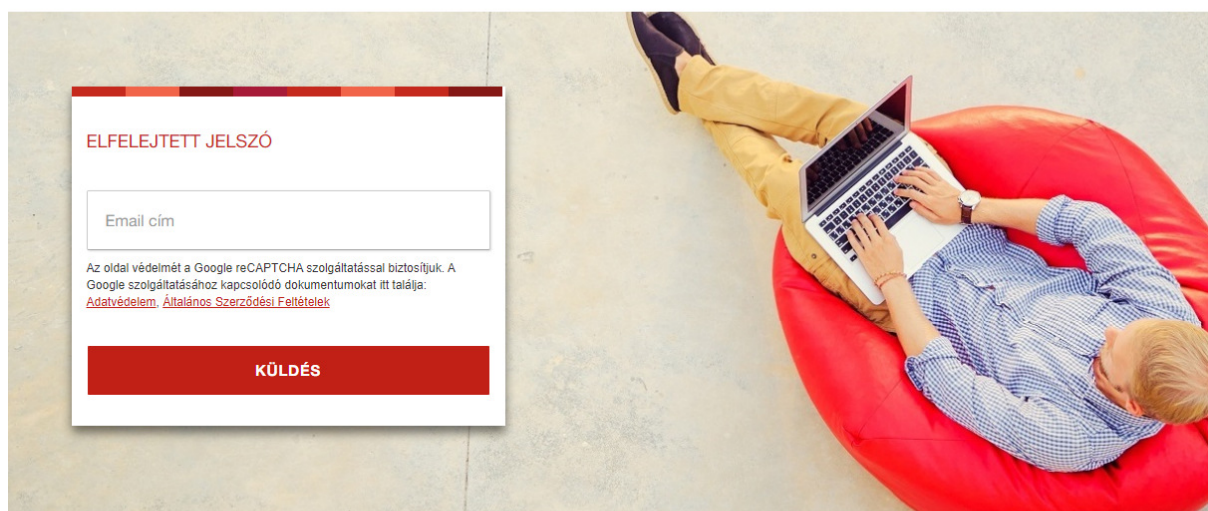 ELFELEJTETT JELSZÓ
Email cím
Az oldal védelmét a Google reCAPTCHA szolgáltatással biztosítjuk. A
Google szolgáltatásához kapcsolódó dokumentumokat itt találja:
Adatvédelem, Általános Szerződési Feltételek
KÜLDÉS